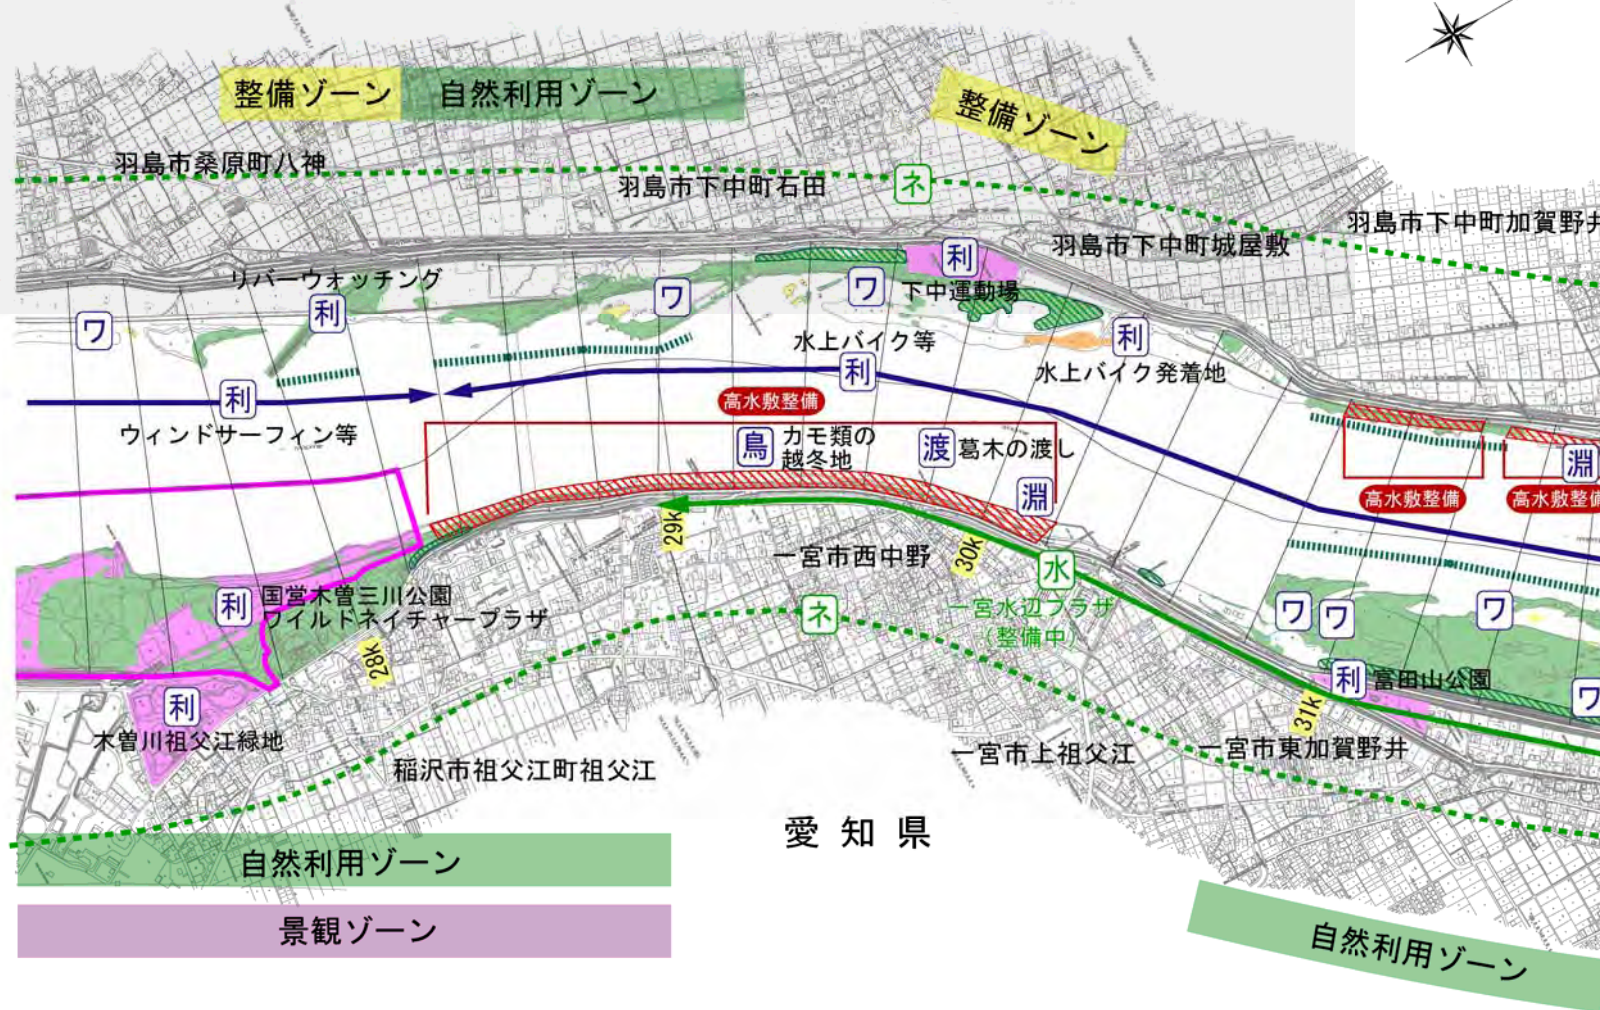 整備ゾーン
自然利用ゾーン
整備ゾーン
羽島市桑原町八神
羽島市下中町石田
ネ
羽島市下中町加賀野井
羽島市下中町城屋敷
リバーウォッチング
利
ワ
ワ
ワ
利
下中運動場
水上バイク等
利
利
水上バイク発着地
利
ウィンドサーフィン等
高水敷整備
鳥
カモ類の
越冬地
渡
葛木の渡し
淵
淵
高水敷整備
高水敷整備
29k
30k
一宮市西中野
水
一宮水辺プラザ
(整備中)
ネ
利
国営木曽三川公園
ワイルドネイチャープラザ
28k
ワ
ワ
ワ
ワ
利
富田山公園
31k
利
木曽川祖父江緑地
稲沢市祖父江町祖父江
一宮市上祖父江
一宮市東加賀野井
愛知県
自然利用ゾーン
景観ゾーン
自然利用ゾーン